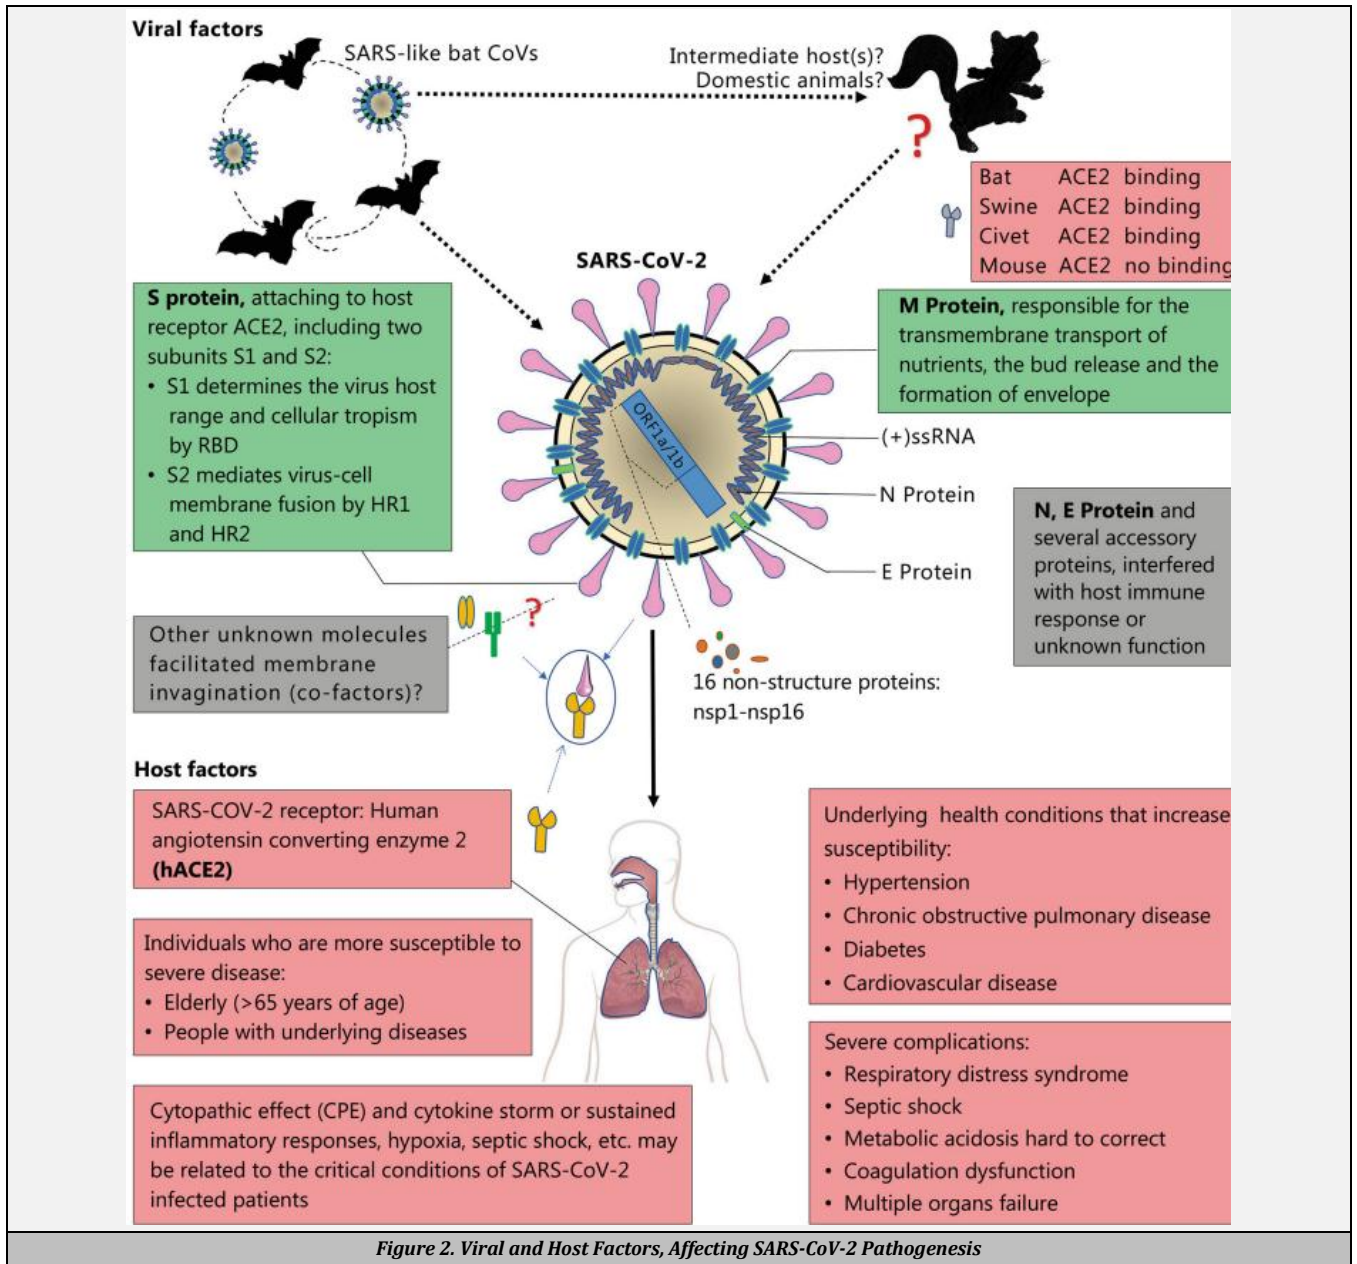 Viral factors
SARS-like bat CoVs
Intermediate host(s)?
Domestic animals?
?
Bat ACE2 binding
Swine ACE2 binding
Civet ACE2 binding
Mouse ACE2 no binding
SARS-CoV-2
S protein, attaching to host
receptor ACE2, including two
subunits S1 and S2:
• S1 determines the virus host
range and cellular tropism
by RBD
• S2 mediates virus-cell
membrane fusion by HR1
and HR2
M Protein, responsible for the
transmembrane transport of
nutrients, the bud release and the
formation of envelope
ORF1a/1b
(+)ssRNA
N Protein
E Protein
N, E Protein and
several accessory
proteins, interfered
with host immune
response or
unknown function
?
Other unknown molecules
facilitated membrane
invagination (co-factors)?
16 non-structure proteins:
nsp1-nsp16
Host factors
SARS-COV-2 receptor: Human
angiotensin converting enzyme 2
(hACE2)
Individuals who are more susceptible to
severe disease:
• Elderly (>65 years of age)
• People with underlying diseases
Cytopathic effect (CPE) and cytokine storm or sustained
inflammatory responses, hypoxia, septic shock, etc. may
be related to the critical conditions of SARS-CoV-2
infected patients
Underlying health conditions that increase
susceptibility:
• Hypertension
• Chronic obstructive pulmonary disease
• Diabetes
• Cardiovascular disease
Severe complications:
• Respiratory distress syndrome
• Septic shock
• Metabolic acidosis hard to correct
• Coagulation dysfunction
• Multiple organs failure
Figure 2. Viral and Host Factors, Affecting SARS-CoV-2 Pathogenesis